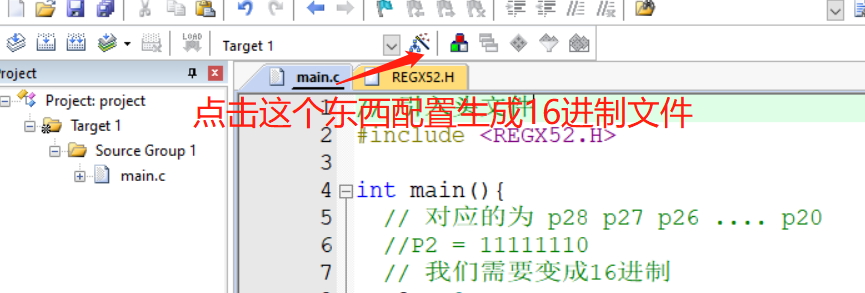 LOAD
Target 1
Project
main.c
REGX52.H
Project: project
Target 1
Source Group 1
main.c
点击这个东西配置生成16进制文件
1
2 #include <REGX52.H>
3
4 int main(){
5 // 对应的为 p28 p27 p26 .... p20
6 //P2 = 11111110
7 // 我们需要变成16进制